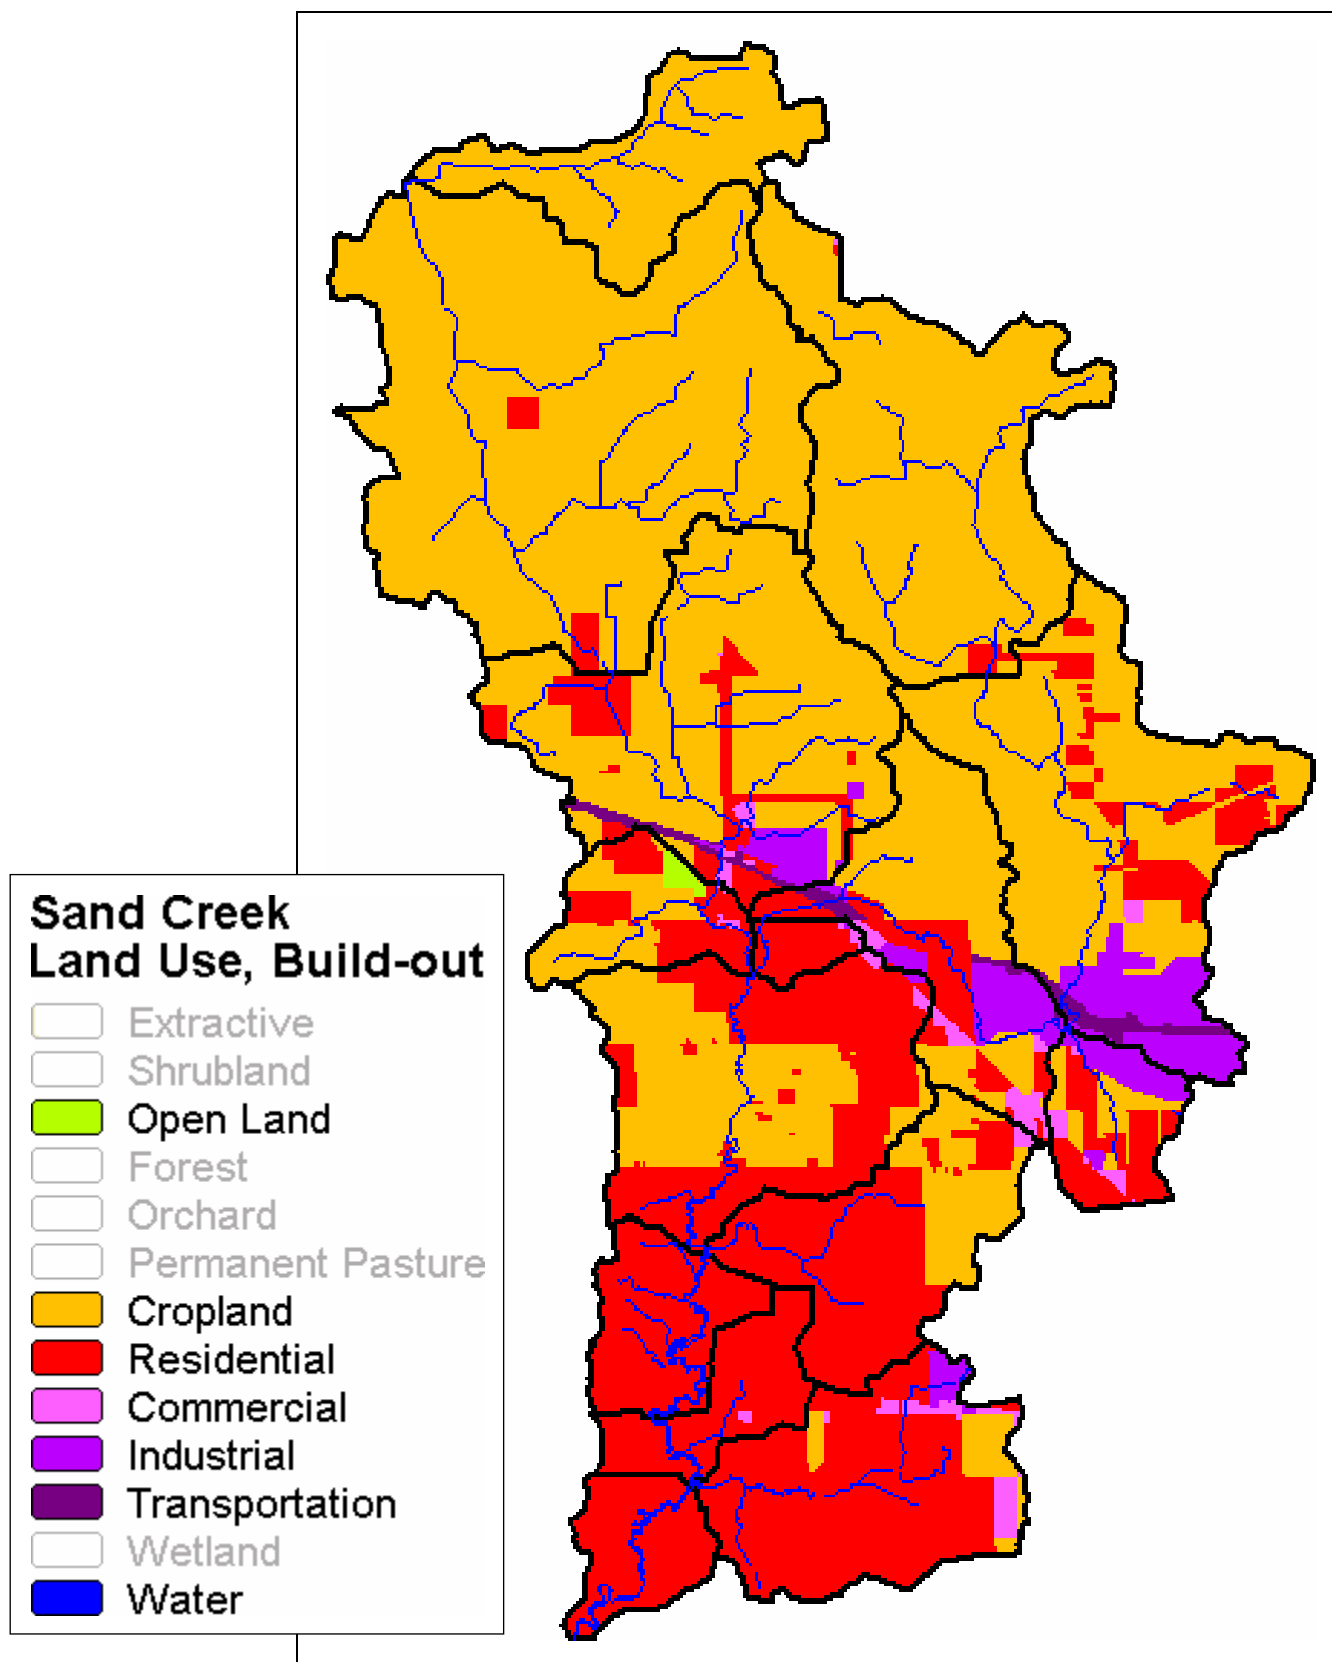 Sand Creek
Land Use, Build-out
Extractive
Shrubland
Open Land
Forest
Orchard
Permanent Pasture
Cropland
Residential
Commercial
Industrial
Transportation
Wetland
Water